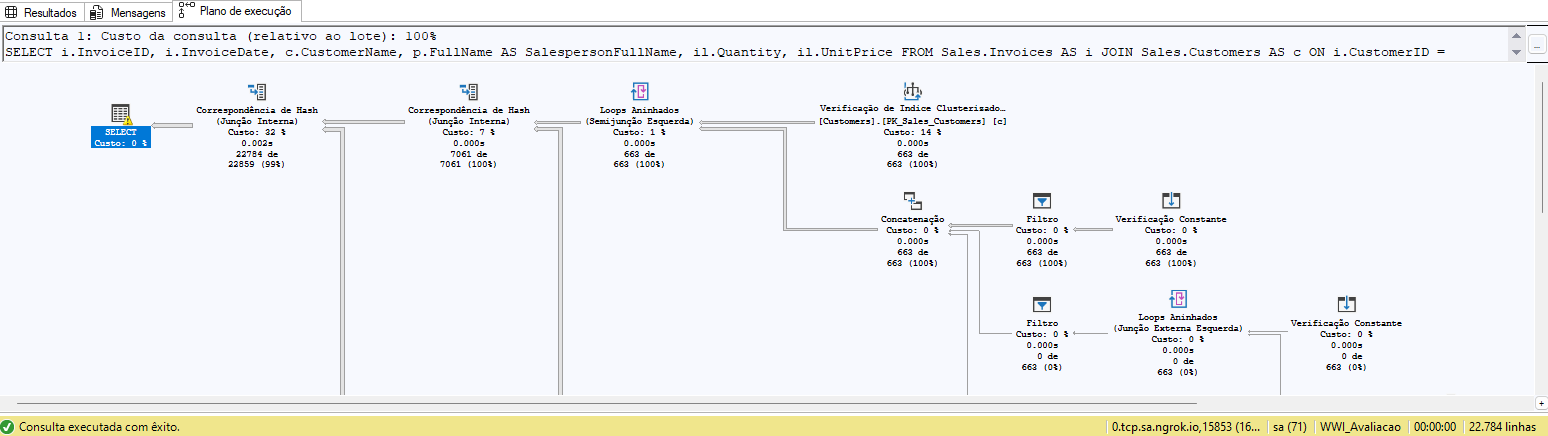 Resultados Mensagens Plano de execução
Consulta 1: Custo da consulta (relativo ao lote): 100%
SELECT i.InvoiceID, i.InvoiceDate, c.CustomerName, p.FullName AS SalespersonFullName, il.Quantity, il.UnitPrice FROM Sales.Invoices AS i JOIN Sales.Customers AS c ON i.CustomerID =
...
SELECT
Custo: 0 %
Correspondência de Hash
(Junção Interna)
Custo: 32 %
0.002s
22784 de
22859 (99%)
Correspondência de Hash
(Junção Interna)
Custo: 7 %
0.000s
7061 de
7061 (100%)
Loops Aninhados
(Semijunção Esquerda)
Custo: 1 %
0.000s
663 de
663 (100%)
Verificação de Índice Clusterizado…
[Customers].[PK_Sales_Customers] [c]
Custo: 14 %
0.000s
663 de
663 (100%)
Concatenação
Custo: 0 %
0.000s
663 de
663 (100%)
Filtro
Custo: 0 %
0.000s
663 de
663 (100%)
Verificação Constante
Custo: 0 %
0.000s
663 de
663 (100%)
Filtro
Custo: 0 %
0.000s
0 de
663 (0%)
Loops Aninhados
(Junção Externa Esquerda)
Custo: 0 %
0.000s
0 de
663 (0%)
Verificação Constante
Custo: 0 %
0.000s
0 de
663 (0%)
Consulta executada com êxito. 0.tcp.sa.ngrok.io,15853 (16... sa (71) WWI_Avaliacao 00:00:00 22.784 linhas